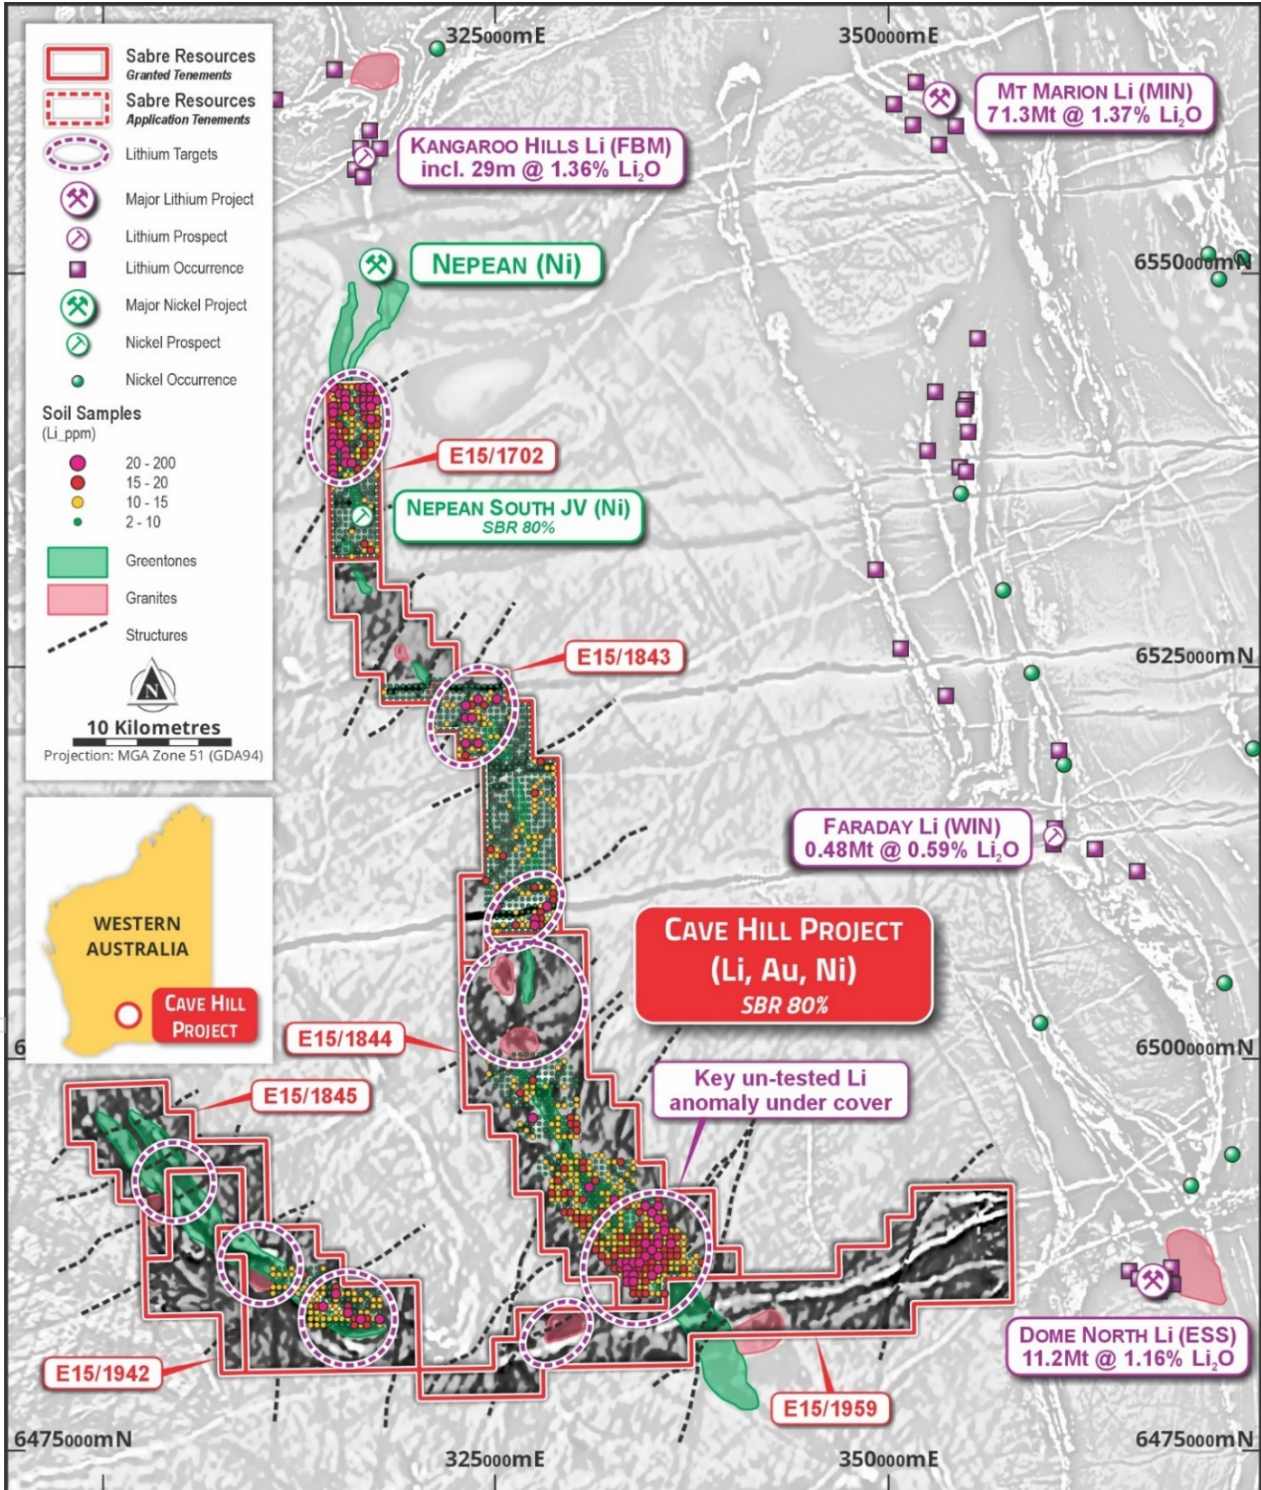 325000mE
350000mE
Sabre Resources
Granted Tenements
Sabre Resources
Application Tenements
Lithium Targets
Major Lithium Project
Lithium Prospect
Lithium Occurrence
Major Nickel Project
Nickel Prospect
Nickel Occurrence
Soil Samples
(Li_ppm)
20 - 200
15 - 20
10 - 15
2 - 10
Greentones
Granites
Structures
N
10 Kilometres
Projection: MGA Zone 51 (GDA94)
MT MARION Li (MIN)
71.3Mt @ 1.37% Li₂O
KANGAROO HILLS Li (FBM)
incl. 29m @ 1.36% Li₂O
NEPEAN (Ni)
6550000mN
E15/1702
NEPEAN SOUTH JV (Ni)
SBR 80%
E15/1843
6525000mN
FARADAY Li (WIN)
0.48Mt @ 0.59% Li₂O
WESTERN
AUSTRALIA
CAVE HILL
PROJECT
CAVE HILL PROJECT
(Li, Au, Ni)
SBR 80%
E15/1844
6500000mN
Key un-tested Li
anomaly under cover
E15/1845
DOME NORTH Li (ESS)
11.2Mt @ 1.16% Li₂O
E15/1942
E15/1959
6475000mN
6475000mN
325000mE
350000mE